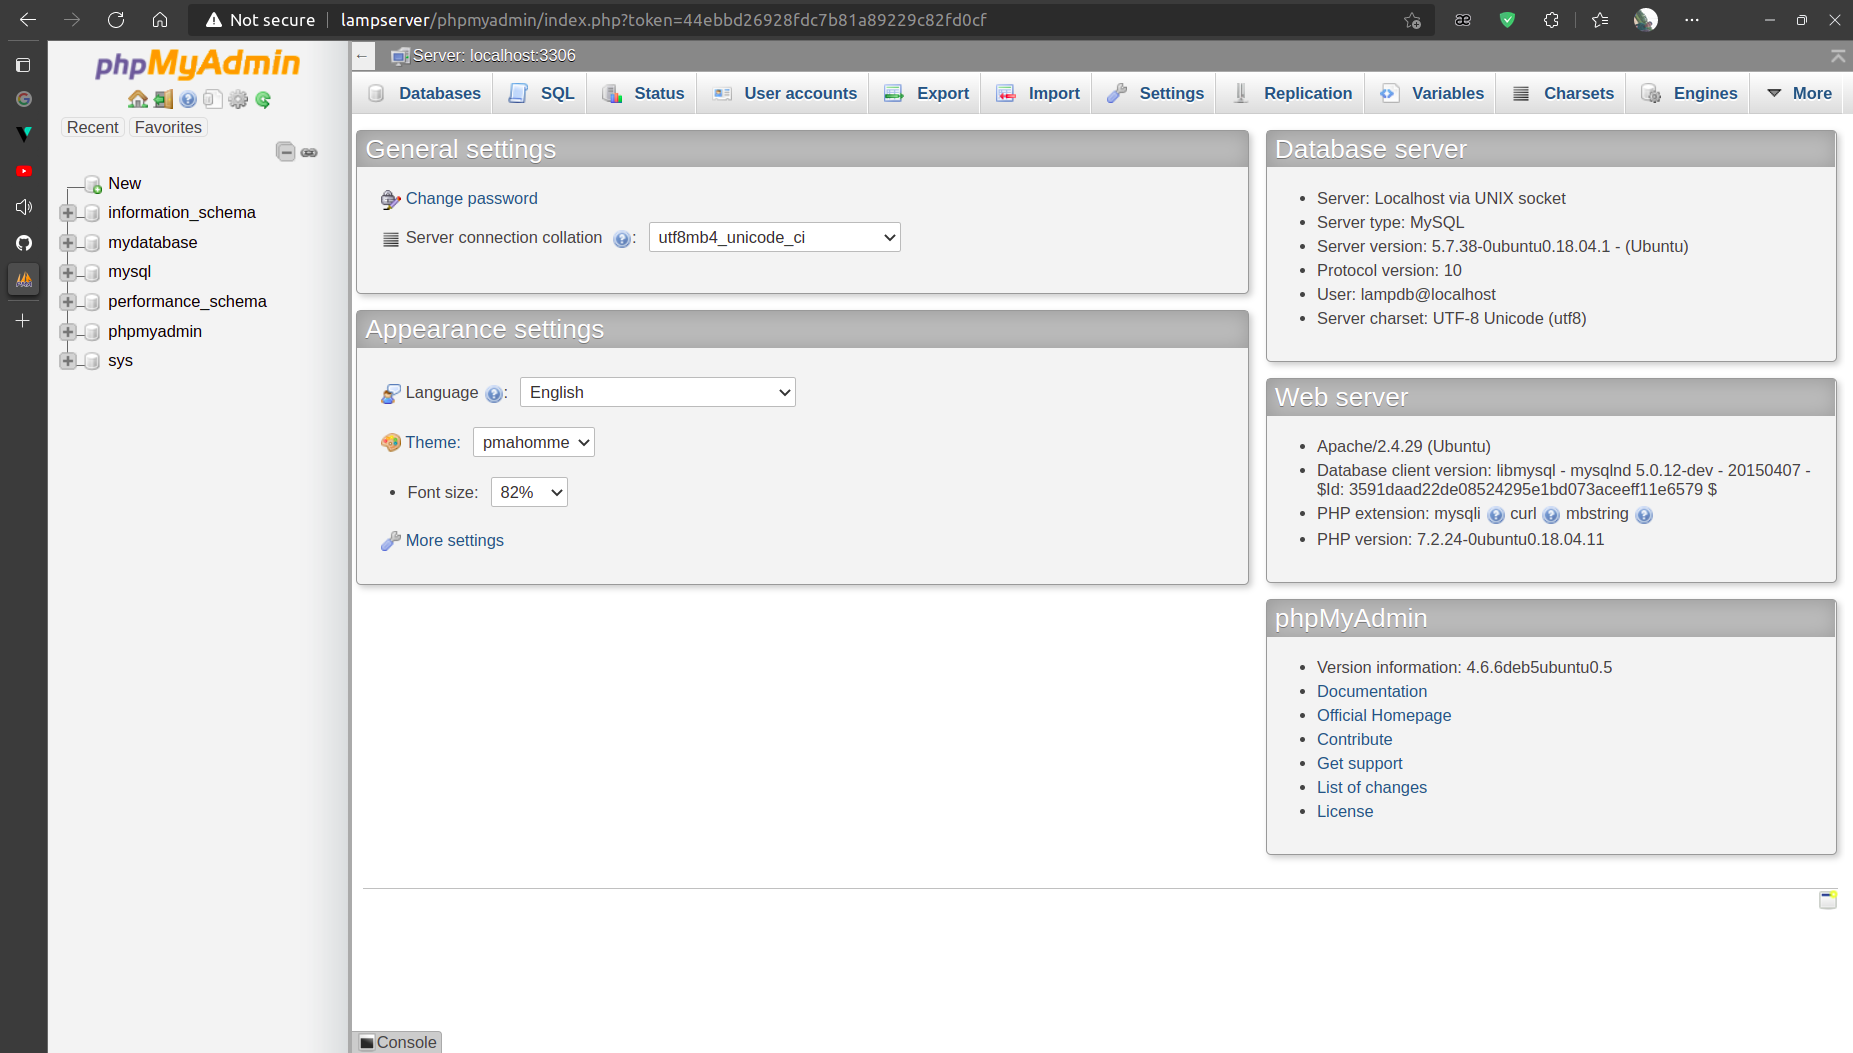 Not secure lampserver/phpmyadmin/index.php?token=44ebbd26928fdc7b81a89229c82fd0cf
phpMyAdmin
Recent Favorites
New
information_schema
mydatabase
mysql
performance_schema
phpmyadmin
sys
← Server: localhost:3306
Databases SQL Status User accounts Export Import Settings Replication Variables Charsets Engines More
General settings
Change password
Server connection collation : utf8mb4_unicode_ci
Appearance settings
Language : English
Theme: pmahomme
• Font size: 82%
More settings
Database server
• Server: Localhost via UNIX socket
• Server type: MySQL
• Server version: 5.7.38-0ubuntu0.18.04.1 - (Ubuntu)
• Protocol version: 10
• User: lampdb@localhost
• Server charset: UTF-8 Unicode (utf8)
Web server
• Apache/2.4.29 (Ubuntu)
• Database client version: libmysql - mysqlnd 5.0.12-dev - 20150407 -
$Id: 3591daad22de08524295e1bd073aceeff11e6579 $
• PHP extension: mysqli curl mbstring
• PHP version: 7.2.24-0ubuntu0.18.04.11
phpMyAdmin
• Version information: 4.6.6deb5ubuntu0.5
• Documentation
• Official Homepage
• Contribute
• Get support
• List of changes
• License
Console